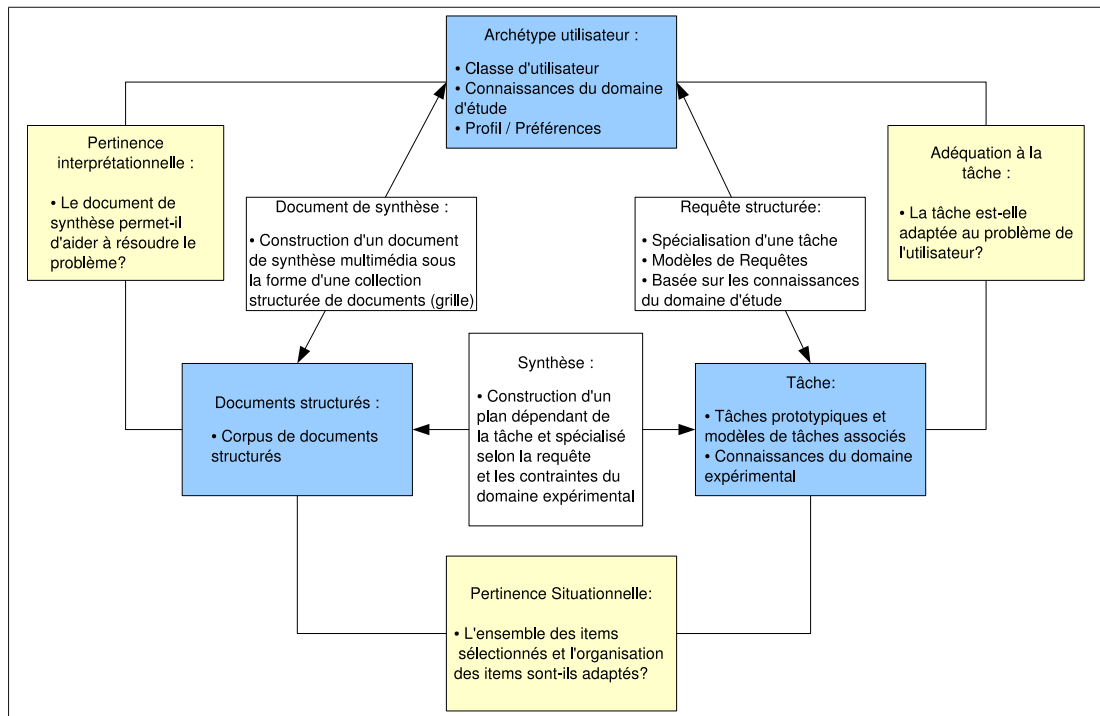 Archétype utilisateur :
• Classe d'utilisateur
• Connaissances du domaine
d'étude
• Profil / Préférences
Pertinence
interprétationnelle :
• Le document de
synthèse permet-il
d'aider à résoudre le
problème?
Adéquation à la
tâche :
• La tâche est-elle
adaptée au problème de
l'utilisateur?
Document de synthèse :
• Construction d'un document
de synthèse multimédia sous
la forme d'une collection
structurée de documents (grille)
Requête structurée:
• Spécialisation d'une tâche
• Modèles de Requêtes
• Basée sur les connaissances
du domaine d'étude
Documents structurés :
• Corpus de documents
structurés
Synthèse :
• Construction d'un
plan dépendant de
la tâche et spécialisé
selon la requête
et les contraintes du
domaine expérimental
Tâche:
• Tâches prototypiques et
modèles de tâches associés
• Connaissances du domaine
expérimental
Pertinence Situationnelle:
• L'ensemble des items
sélectionnés et l'organisation
des items sont-ils adaptés?